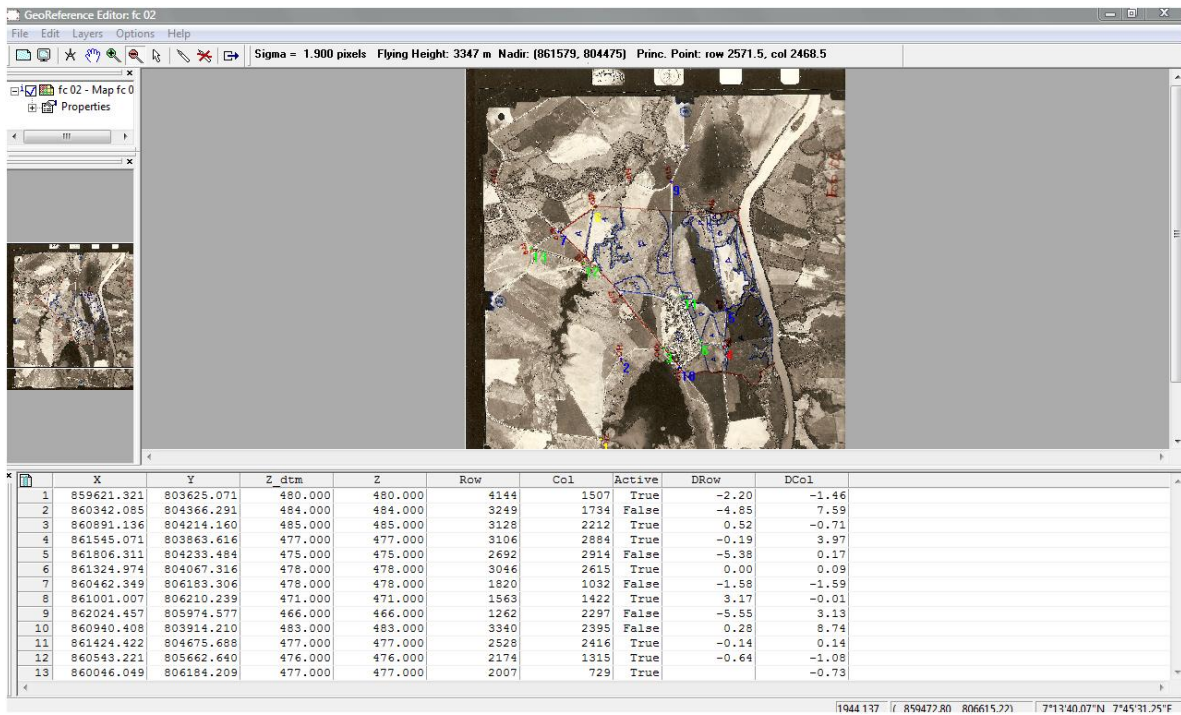 GeoReference Editor: fc 02
File Edit Layers Options Help
Sigma = 1.900 pixels Flying Height: 3347 m Nadir: (861579, 804475) Princ. Point: row 2571.5, col 2468.5
fc 02 - Map fc 0
Properties
9
7
13
12
11
5
3
6
2
10
1
X Y Z_dtm Z Row Col Active DRow DCol
1 859621.321 803625.071 480.000 480.000 4144 1507 True -2.20 -1.46
2 860342.085 804366.291 484.000 484.000 3249 1734 False -4.85 7.59
3 860891.136 804214.160 485.000 485.000 3128 2212 True 0.52 -0.71
4 861545.071 803863.616 477.000 477.000 3106 2884 True -0.19 3.97
5 861806.311 804233.484 475.000 475.000 2692 2914 False -5.38 0.17
6 861324.974 804067.316 478.000 478.000 3046 2615 True 0.00 0.09
7 860462.349 806183.306 478.000 478.000 1820 1032 False -1.58 -1.59
8 861001.007 806210.239 471.000 471.000 1563 1422 True 3.17 -0.01
9 862024.457 805974.577 466.000 466.000 1262 2297 False -5.55 3.13
10 860940.408 803914.210 483.000 483.000 3340 2395 False 0.28 8.74
11 861424.422 804675.688 477.000 477.000 2528 2416 True -0.14 0.14
12 860543.221 805662.640 476.000 476.000 2174 1315 True -0.64 -1.08
13 860046.049 806184.209 477.000 477.000 2007 729 True -0.73
1944,137 ( 859472.80 806615.22) 7°13'40.07"N 7°45'31.25"E